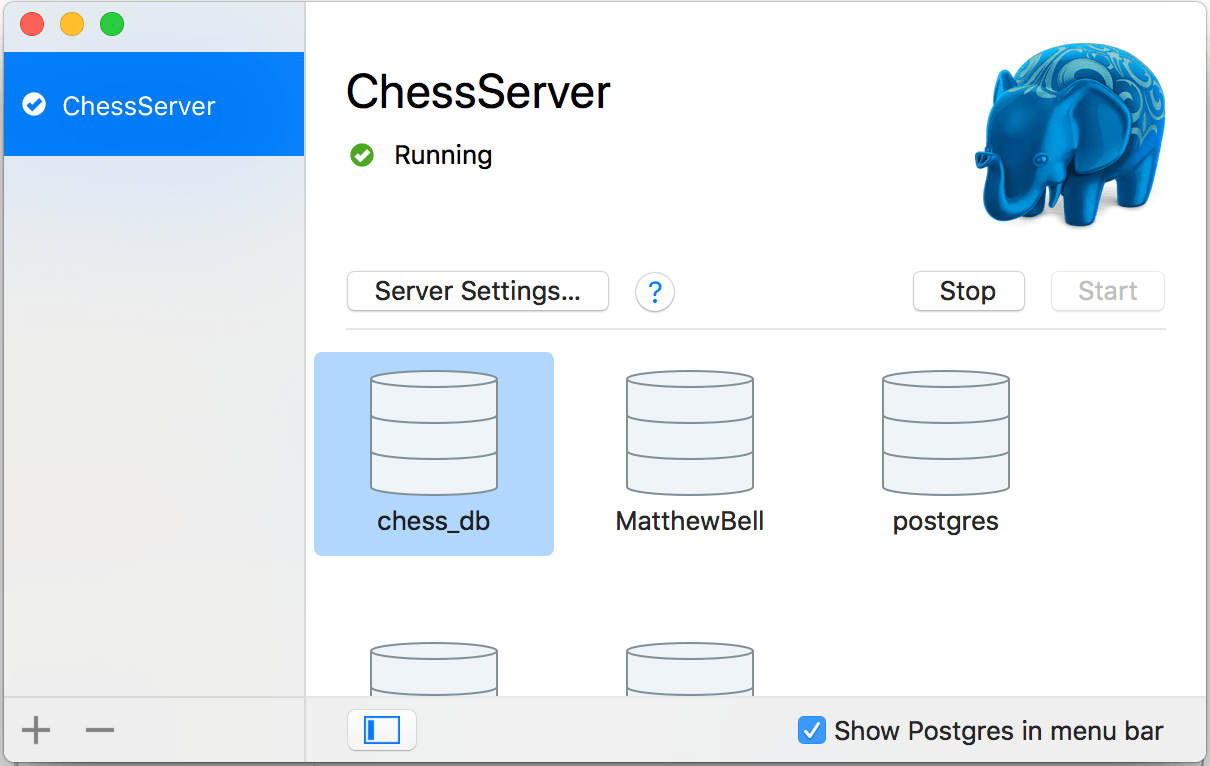 ChessServer
ChessServer
Running
Server Settings...
?
Stop
Start
chess_db
MatthewBell
postgres
Show Postgres in menu bar